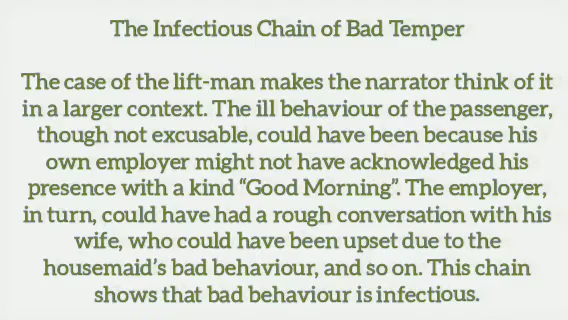 The Infectious Chain of Bad Temper
The case of the lift-man makes the narrator think of it
in a larger context. The ill behaviour of the passenger,
though not excusable, could have been because his
own employer might not have acknowledged his
presence with a kind “Good Morning”. The employer,
in turn, could have had a rough conversation with his
wife, who could have been upset due to the
housemaid’s bad behaviour, and so on. This chain
shows that bad behaviour is infectious.